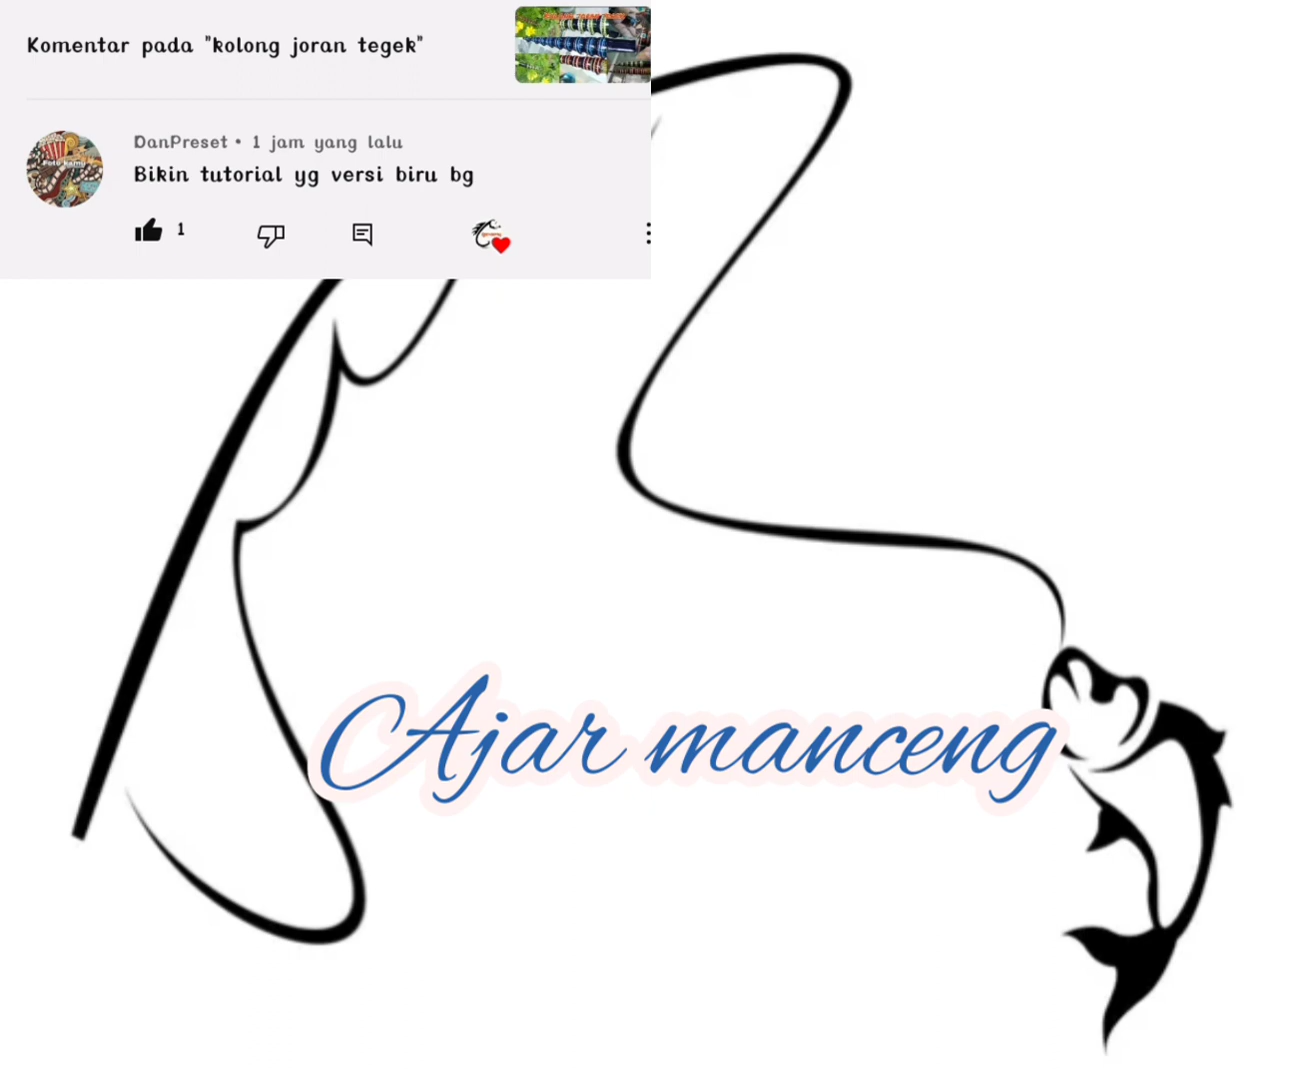 Komentar pada "kolong joran tegek"
DanPreset • 1 jam yang lalu
Bikin tutorial yg versi biru bg
1
Ajar manceng